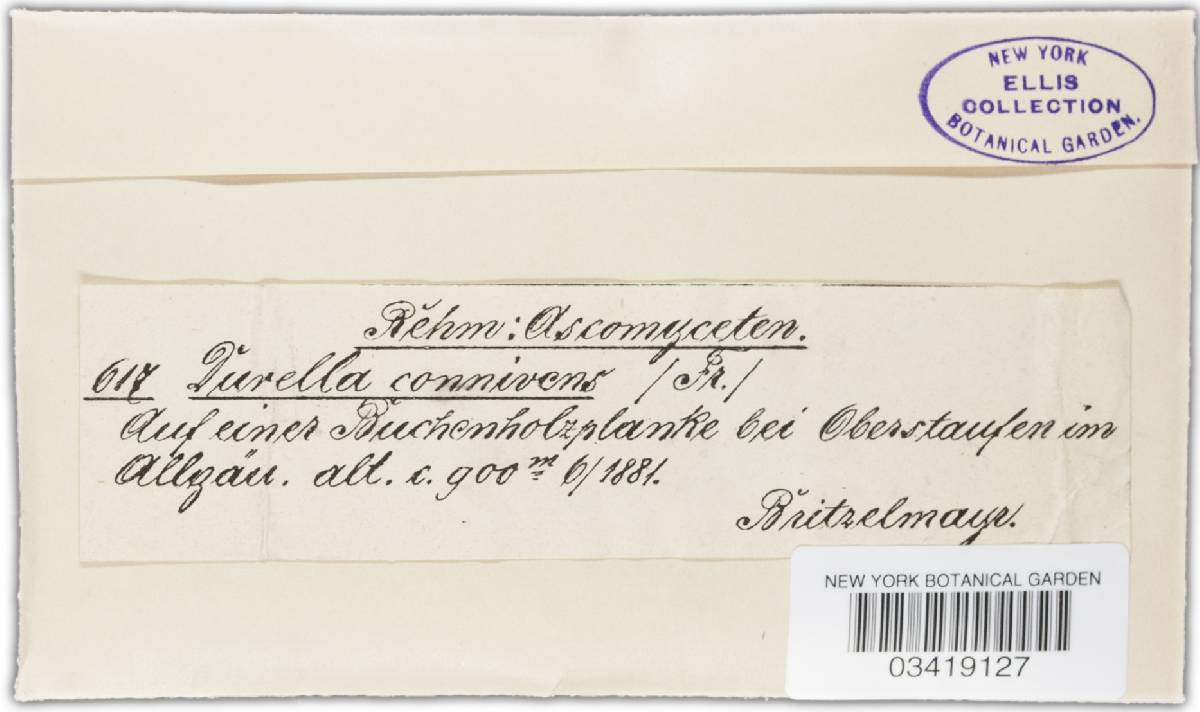 NEW YORK
ELLIS
COLLECTION
BOTANICAL GARDEN.
Rehm: Ascomyceten.
617 Durella connivens /Fr./
Auf einer Buchenholzplanke bei Oberstaufen im
Allgäu. alt. c. 900 m 6/1881.
Britzelmayr.
NEW YORK BOTANICAL GARDEN
03419127